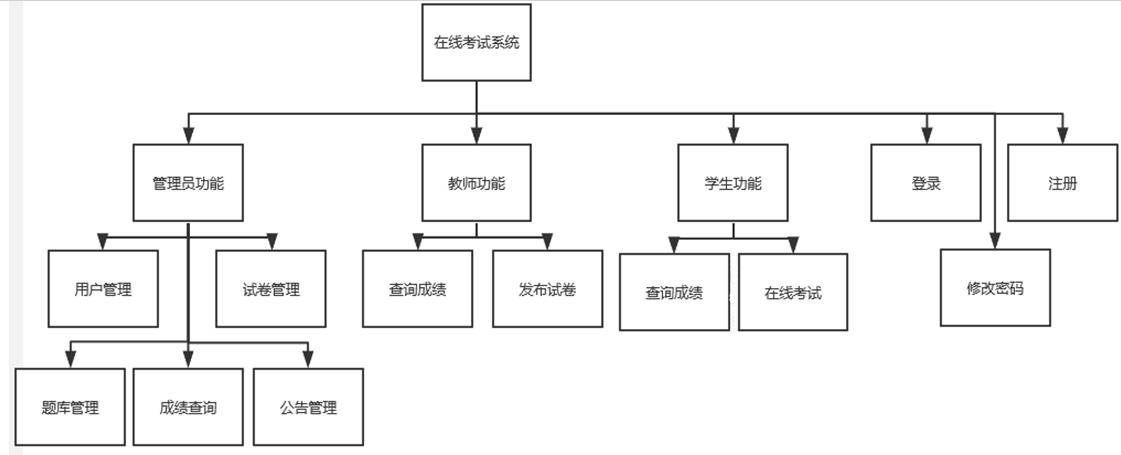 在线考试系统
管理员功能
教师功能
学生功能
登录
注册
用户管理
试卷管理
查询成绩
发布试卷
查询成绩
在线考试
修改密码
题库管理
成绩查询
公告管理